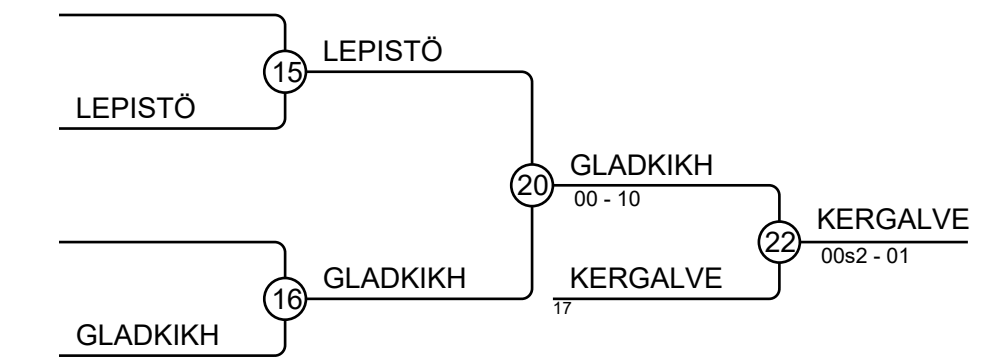 LEPISTÖ
15
LEPISTÖ
GLADKIKH
20
00 - 10
KERGALVE
22
00s2 - 01
GLADKIKH
KERGALVE
16
17
GLADKIKH